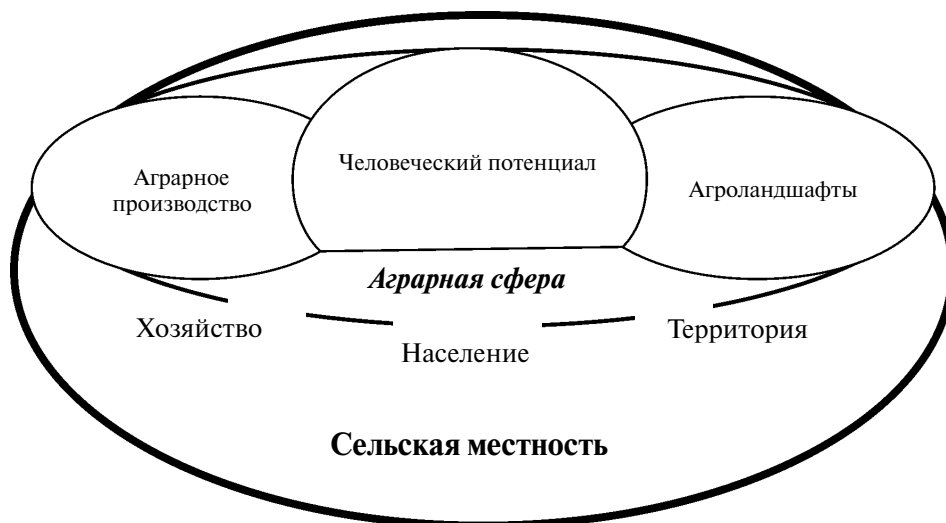 Человеческий потенциал
Аграрное
производство
Агроландшафты
Аграрная сфера
Хозяйство
Население
Территория
Сельская местность